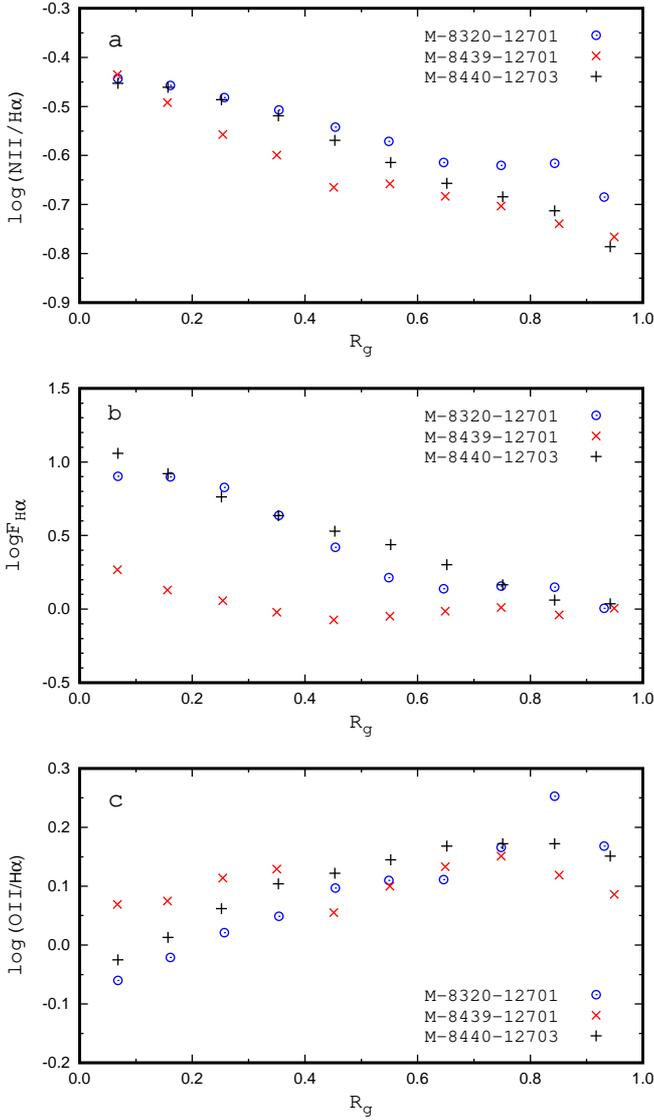 -0.3
a
M-8320-12701
-0.4
M-8439-12701
M-8440-12703
-0.5
-0.6
-0.7
-0.8
-0.9
log(NII/Hα)
0.0 0.2 0.4 0.6 0.8 1.0
Rg
1.5
b
M-8320-12701
M-8439-12701
M-8440-12703
1.0
0.5
0.0
-0.5
logFHα
0.0 0.2 0.4 0.6 0.8 1.0
Rg
0.3
c
0.2
0.1
0.0
-0.1
-0.2
log(OII/Hα)
M-8320-12701
M-8439-12701
M-8440-12703
0.0 0.2 0.4 0.6 0.8 1.0
Rg